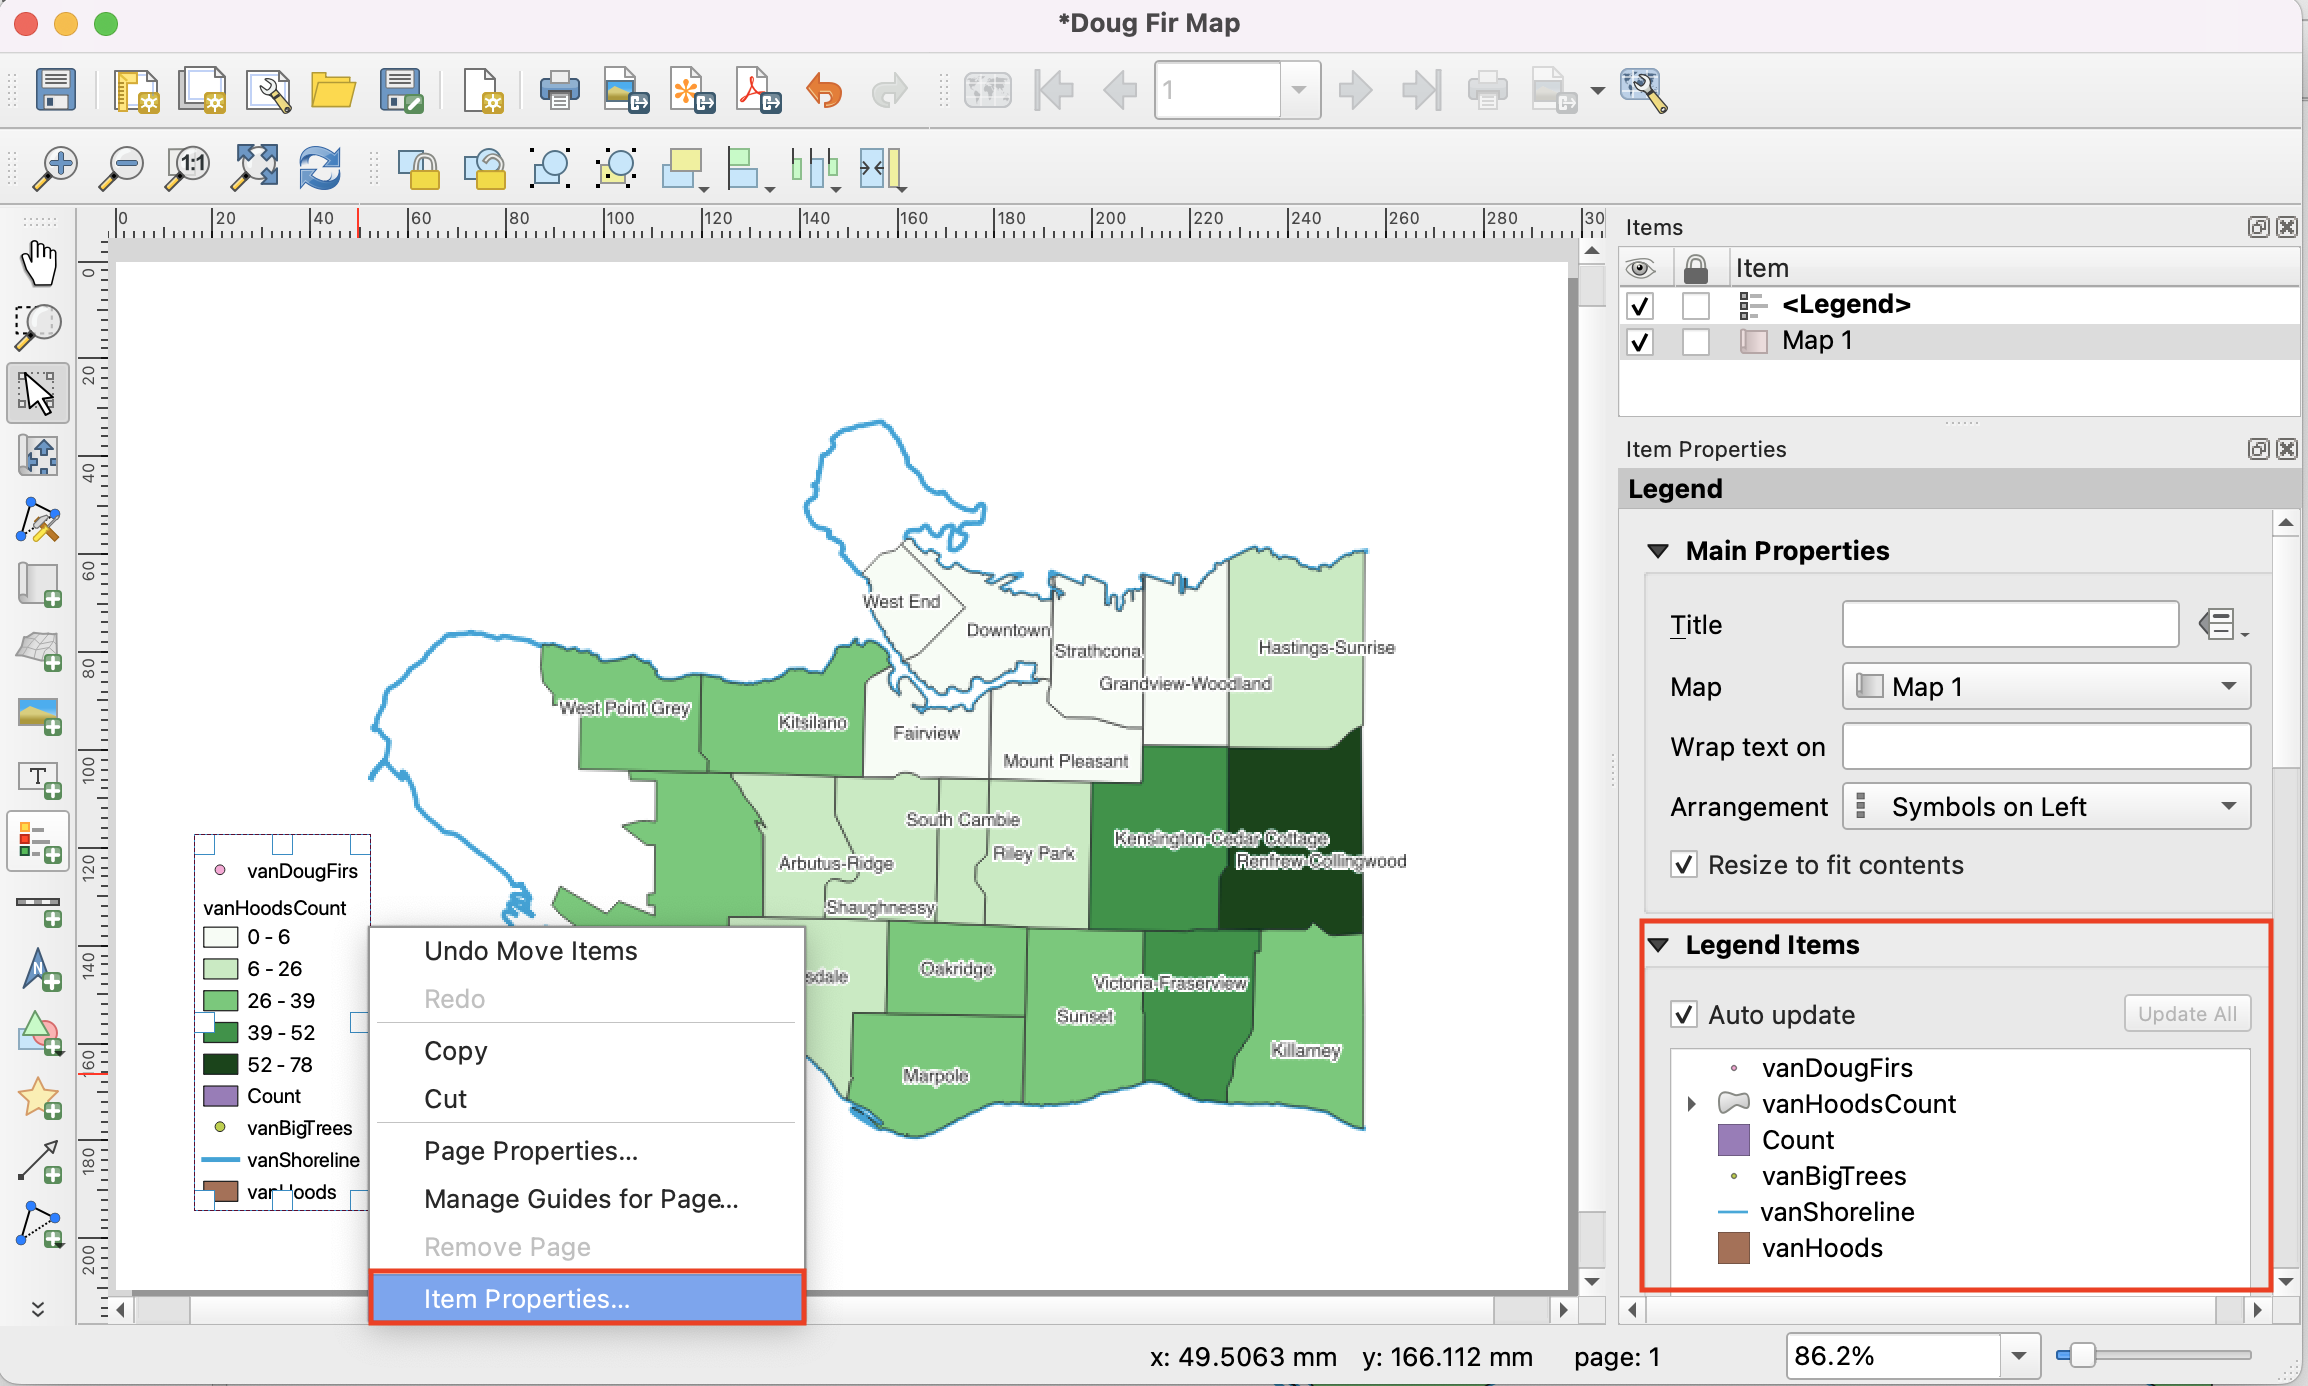 *Doug Fir Map
1
1:1
0 20 40 60 80 100 120 140 160 180 200 220 240 260 280 30
0
20
40
60
80
100
120
140
160
180
200
T
N
West End
Downtown
Strathcona
Hastings-Sunrise
Grandview-Woodland
West Point Grey
Kitsilano
Fairview
Mount Pleasant
South Cambie
Kensington-Cedar Cottage
Riley Park
Renfrew-Collingwood
Arbutus-Ridge
Shaughnessy
sdale
Oakridge
Victoria-Fraserview
Sunset
Killarney
Marpole
vanDougFirs
vanHoodsCount
0 - 6
6 - 26
26 - 39
39 - 52
52 - 78
Count
vanBigTrees
vanShoreline
vanHoods
Undo Move Items
Redo
Copy
Cut
Page Properties...
Manage Guides for Page...
Remove Page
Item Properties...
Items
Item
<Legend>
Map 1
Item Properties
Legend
Main Properties
Title
Map Map 1
Wrap text on
Arrangement Symbols on Left
Resize to fit contents
Legend Items
Auto update Update All
vanDougFirs
vanHoodsCount
Count
vanBigTrees
vanShoreline
vanHoods
x: 49.5063 mm y: 166.112 mm page: 1 86.2%